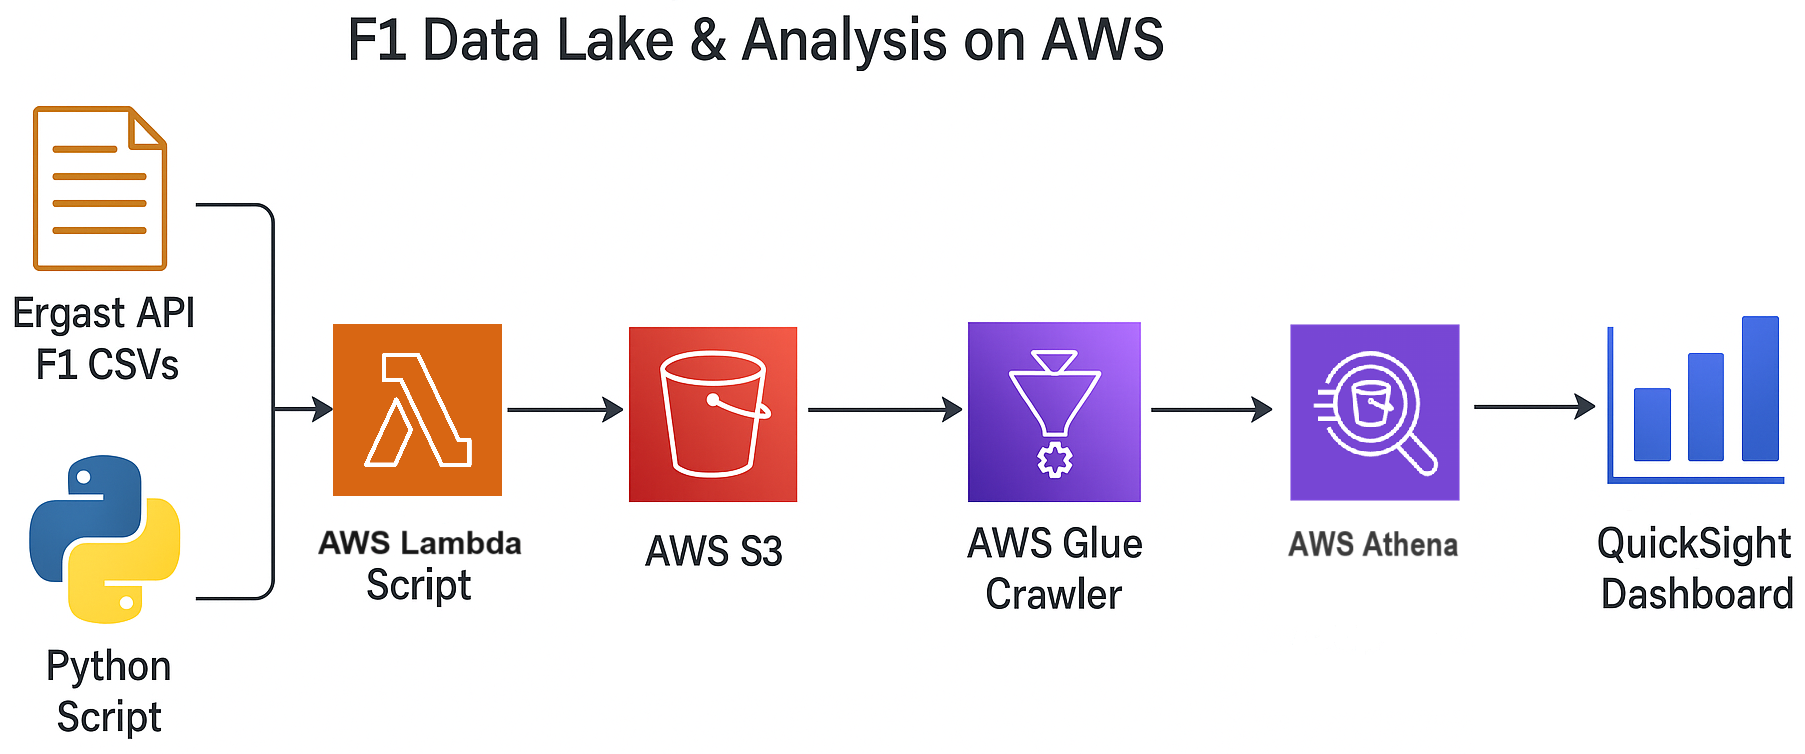 F1 Data Lake & Analysis on AWS
Ergast API
F1 CSVs
Python
Script
AWS Lambda
Script
AWS S3
AWS Glue
Crawler
AWS Athena
QuickSight
Dashboard